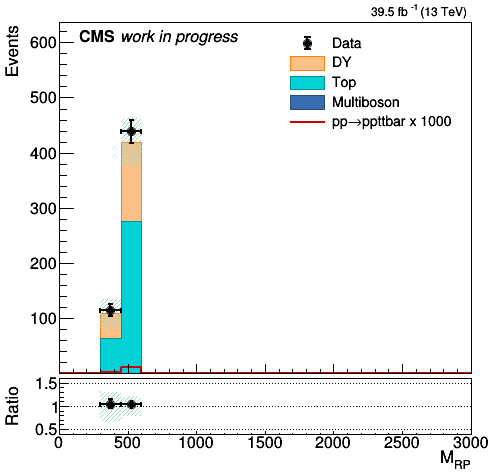 39.5 fb⁻¹ (13 TeV)
CMS work in progress
Events
600
500
400
300
200
100
Data
DY
Top
Multiboson
pp→ppttbar x 1000
Ratio
1.5
1
0.5
0 500 1000 1500 2000 2500 3000
M_RP